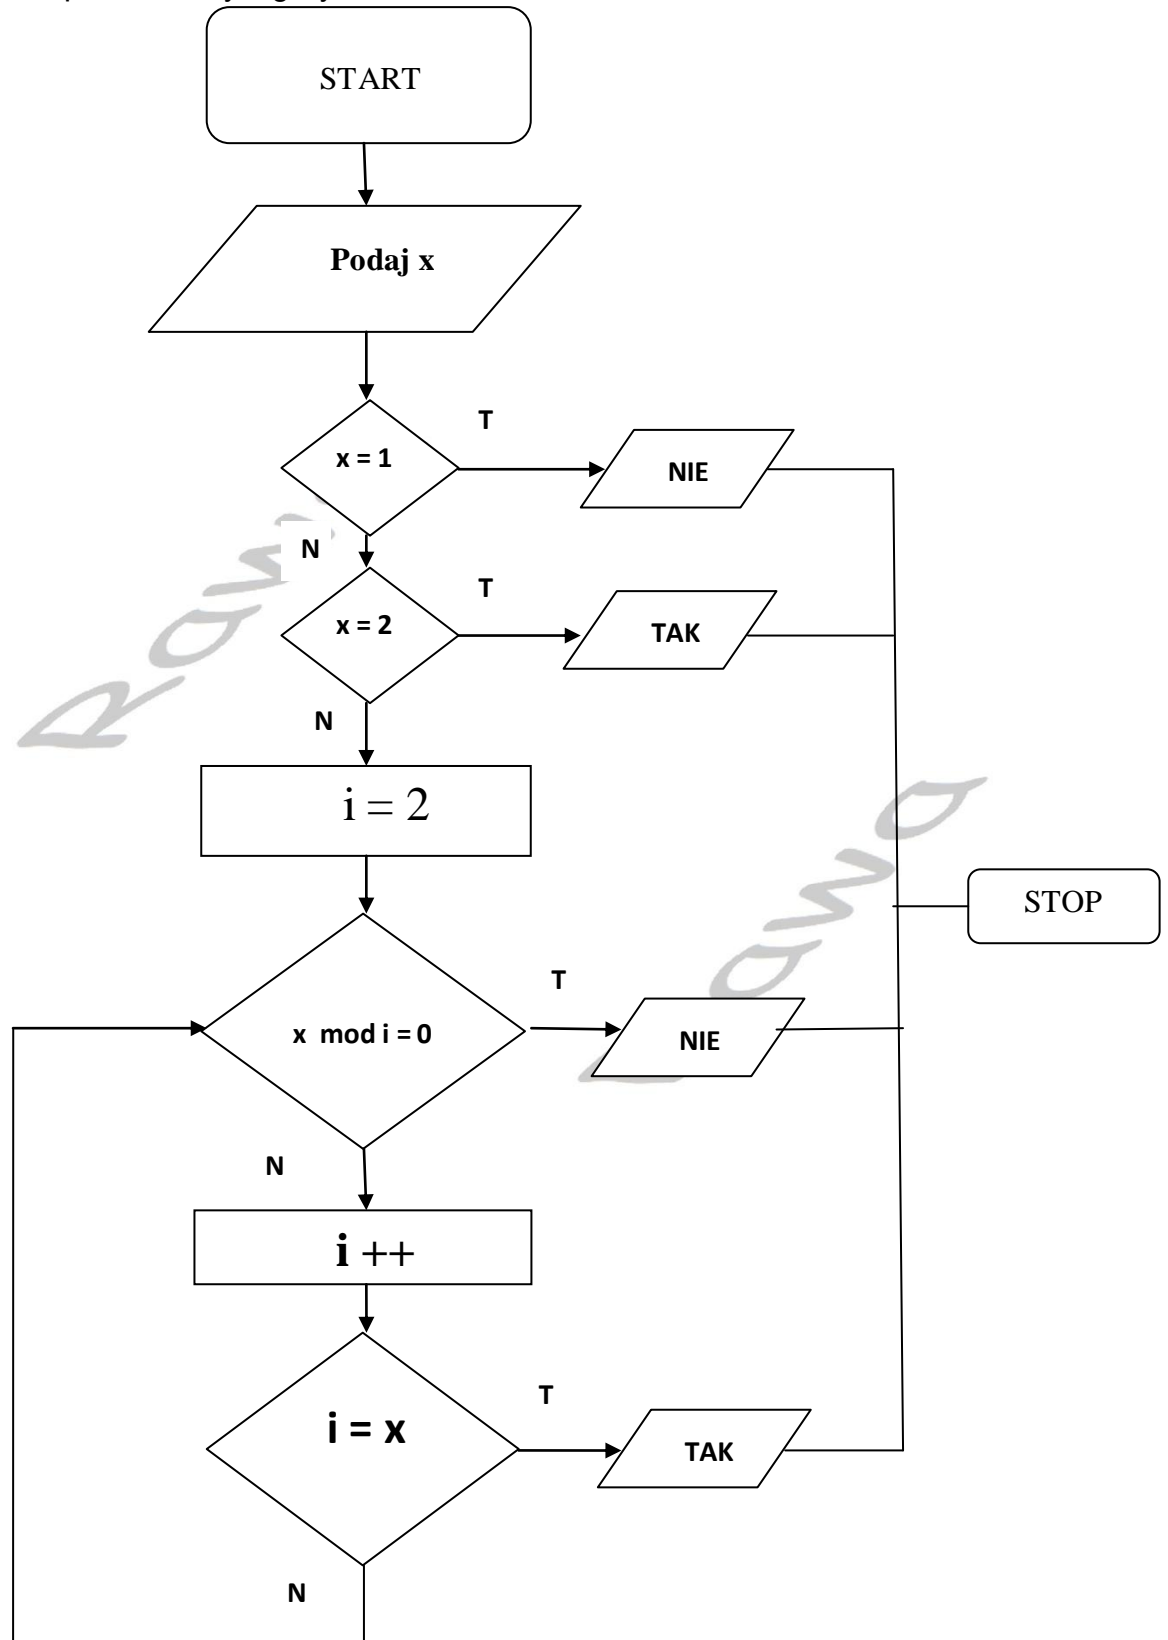 START
Podaj x
T
x = 1
NIE
N
T
x = 2
TAK
N
i = 2
STOP
T
x mod i = 0
NIE
N
i ++
T
i = x
TAK
N